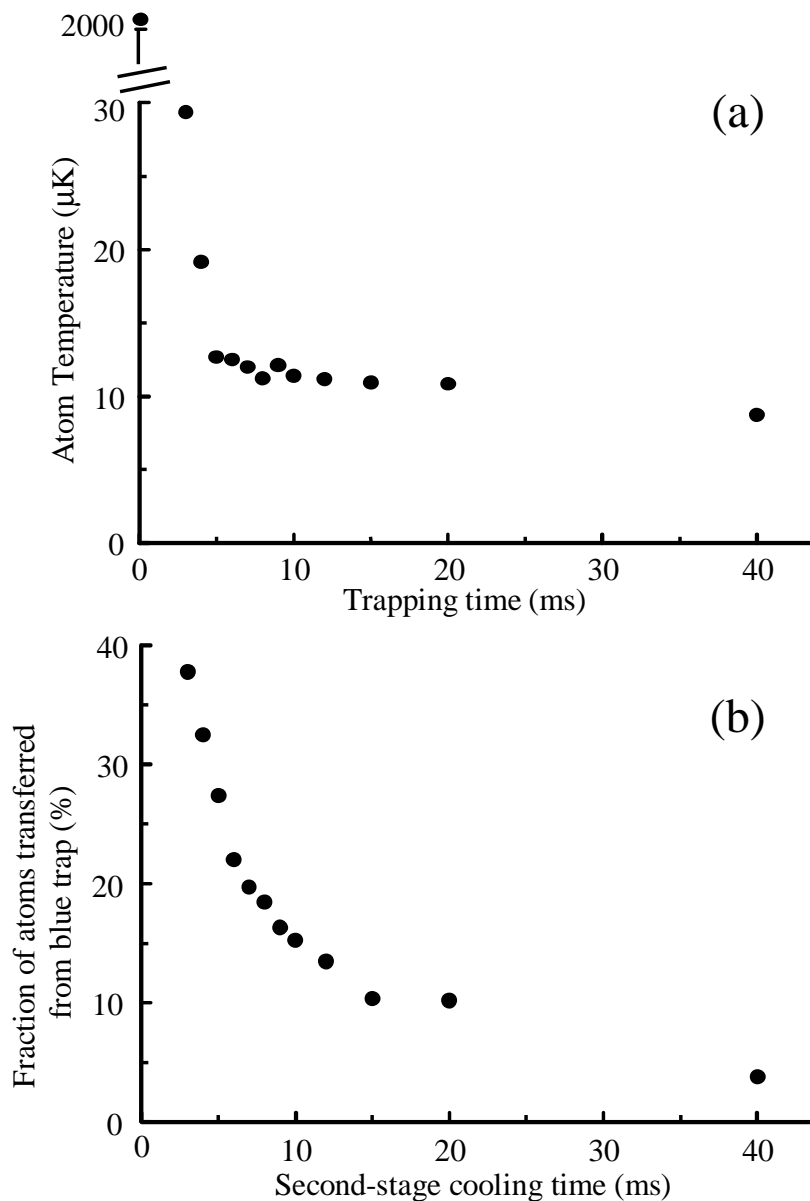 2000
(a)
30
20
10
0
Atom Temperature (μK)
0 10 20 30 40
Trapping time (ms)
(b)
40
30
20
10
0
Fraction of atoms transferred
from blue trap (%)
0 10 20 30 40
Second-stage cooling time (ms)